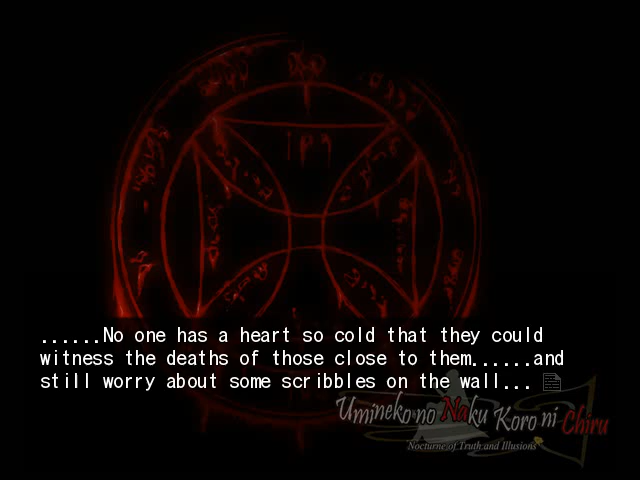 ......No one has a heart so cold that they could
witness the deaths of those close to them......and
still worry about some scribbles on the wall...
Umineko no Naku Koro ni Chiru
Nocturne of Truth and Illusions